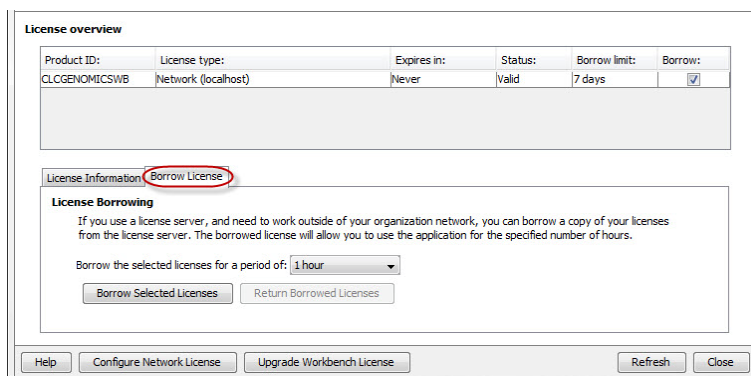 License overview
Product ID: License type: Expires in: Status: Borrow limit: Borrow:
CLCGENOMICSWB Network (localhost) Never Valid 7 days
License Information Borrow License
License Borrowing
If you use a license server, and need to work outside of your organization network, you can borrow a copy of your licenses
from the license server. The borrowed license will allow you to use the application for the specified number of hours.
Borrow the selected licenses for a period of: 1 hour
Borrow Selected Licenses Return Borrowed Licenses
Help Configure Network License Upgrade Workbench License Refresh Close